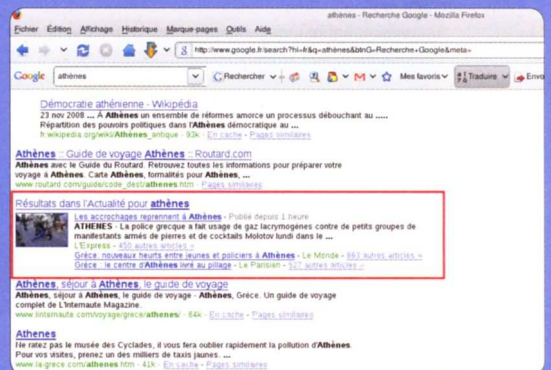 athènes - Recherche Google - Mozilla Firefox
Fichier Édition Affichage Historique Marque-pages Outils Aide
http://www.google.fr/search?hl=fr&q=athènes&btnG=Recherche+Google&meta=
Google athènes Rechercher Mes favoris Traduire Envo
Démocratie athénienne - Wikipédia
23 nov 2008 ... À Athènes un ensemble de réformes amorce un processus débouchant au .....
Répartition des pouvoirs politiques dans l'Athènes démocratique au ...
fr.wikipedia.org/wiki/Athènes_antique - 93k - En cache - Pages similaires
Athènes :: Guide de voyage Athènes :: Routard.com
Athènes avec le Guide du Routard. Retrouvez toutes les informations pour préparer votre
voyage à Athènes. Carte Athènes, formalités pour Athènes, ...
www.routard.com/guide/code_dest/athenes.htm - Pages similaires
Résultats dans l'Actualité pour athènes
Les accrochages reprennent à Athènes - Publié depuis 1 heure
ATHENES - La police grecque a fait usage de gaz lacrymogènes contre de petits groupes de
manifestants armés de pierres et de cocktails Molotov lundi dans le ...
L'Express - 450 autres articles »
Grèce: nouveaux heurts entre jeunes et policiers à Athènes - Le Monde - 893 autres articles »
Grèce : le centre d'Athènes livré au pillage - Le Parisien - 527 autres articles »
Athènes, séjour à Athènes, le guide de voyage
Athènes, séjour à Athènes, le guide de voyage - Athènes, Grèce. Un guide de voyage
complet de L'Internaute Magazine.
www.linternaute.com/voyage/grece/athenes/ - 64k - En cache - Pages similaires
Athenes
Ne ratez pas le musée des Cyclades, il vous fera oublier rapidement la pollution d'Athènes.
Pour vos visites, prenez un des milliers de taxis jaunes. ...
www.la-grece.com/athenes.htm - 41k - En cache - Pages similaires